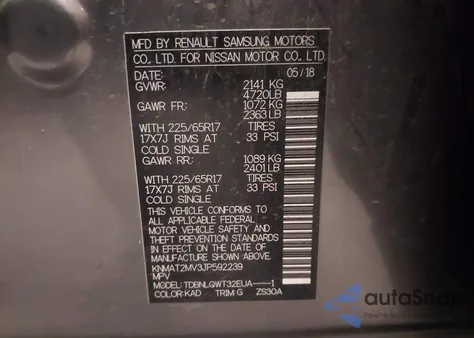 MFD BY RENAULT SAMSUNG MOTORS
CO., LTD. FOR NISSAN MOTOR CO., LTD.
DATE: 05 / 18
GVWR: 2141 KG
4720LB
GAWR FR: 1072 KG
2363 LB
WITH 225/65R17 TIRES
17X7J RIMS AT 33 PSI
COLD SINGLE
GAWR RR: 1089 KG
2401 LB
WITH 225/65R17 TIRES
17X7J RIMS AT 33 PSI
COLD SINGLE
THIS VEHICLE CONFORMS TO
ALL APPLICABLE FEDERAL
MOTOR VEHICLE SAFETY AND
THEFT PREVENTION STANDARDS
IN EFFECT ON THE DATE OF
MANUFACTURE SHOWN ABOVE.
KNMAT2MV3JP592239
MPV
MODEL: TDBNLQWT32EUA-----1
COLOR KAD TRIM G ZS30A
autoSnap